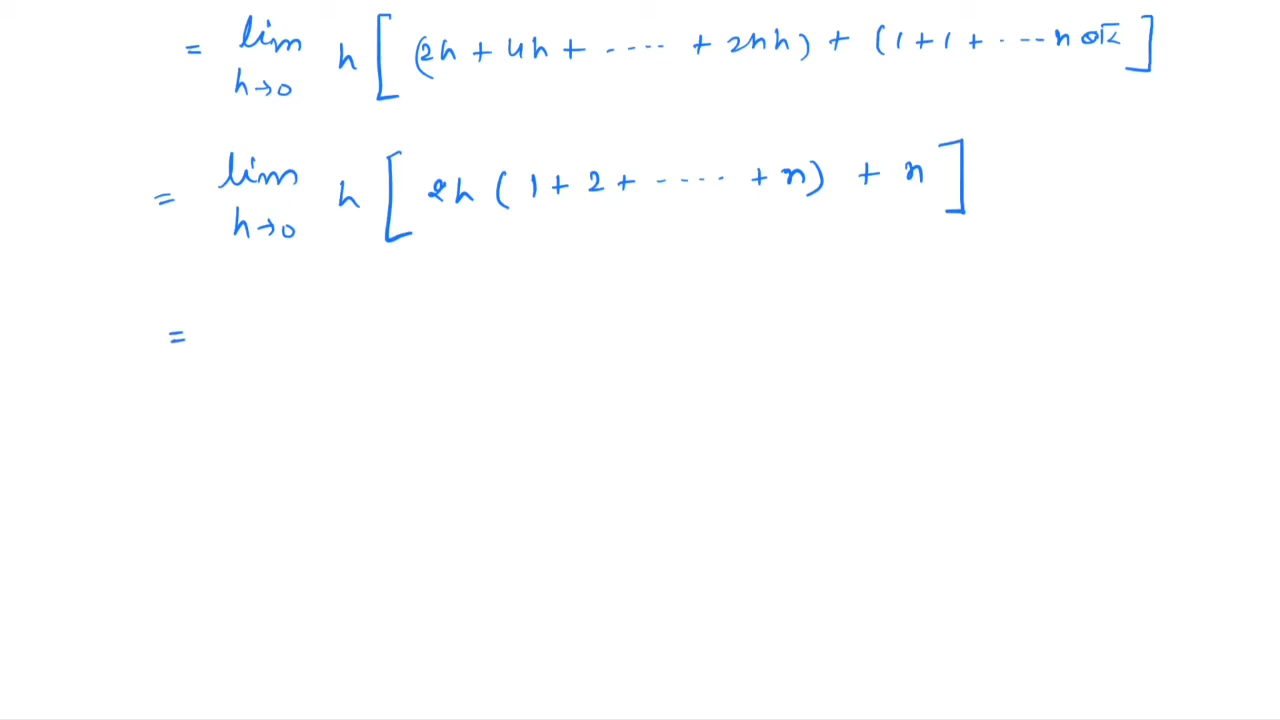 = lim h [ (2h + 4h + ..... + 2nh) + (1 + 1 + ..... n
h→0
= lim h [ 2h ( 1 + 2 + ..... + n) + n ]
h→0
=